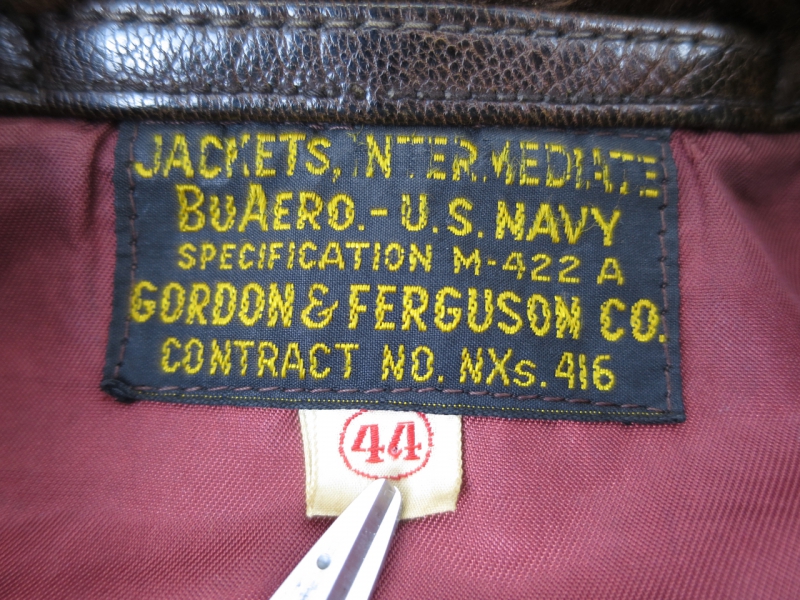 JACKETS, INTERMEDIATE
BUAERO.-U.S. NAVY
SPECIFICATION M-422 A
GORDON & FERGUSON CO.
CONTRACT NO. NXs. 416
44